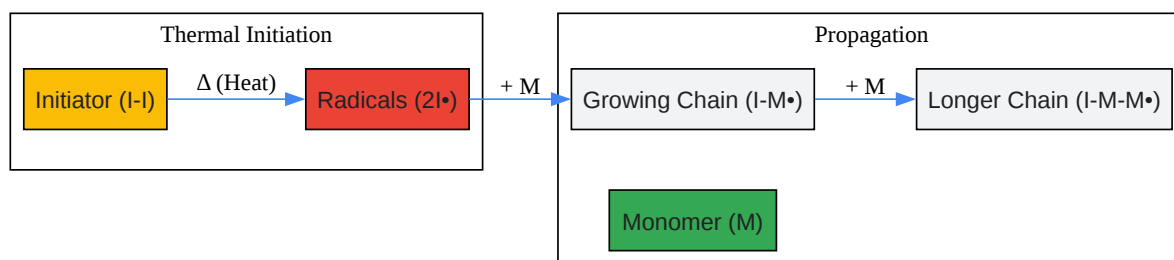 Thermal Initiation
Initiator (I-I)
Δ (Heat)
Radicals (2I•)
+ M
Propagation
Growing Chain (I-M•)
+ M
Longer Chain (I-M-M•)
Monomer (M)